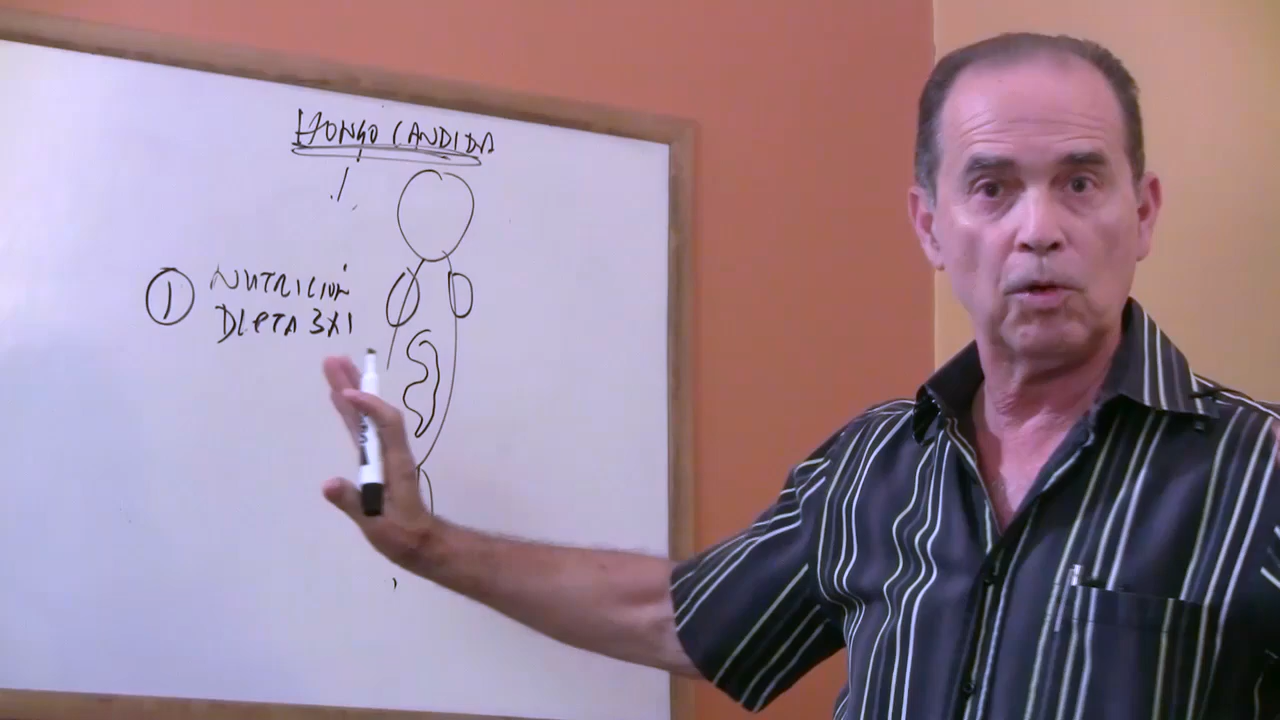 HONGO CANDIDA
① NUTRICIÓN
DIETA 3X1